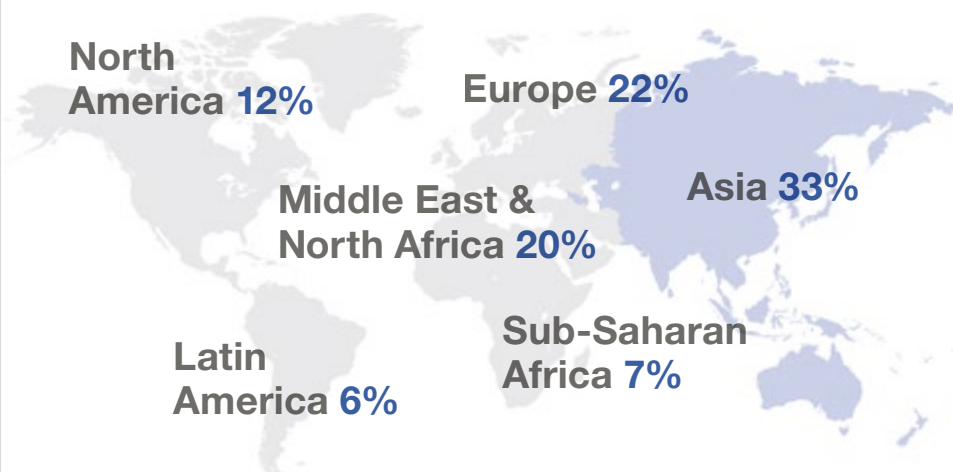 North
America 12%
Europe 22%
Asia 33%
Middle East &
North Africa 20%
Sub-Saharan
Africa 7%
Latin
America 6%